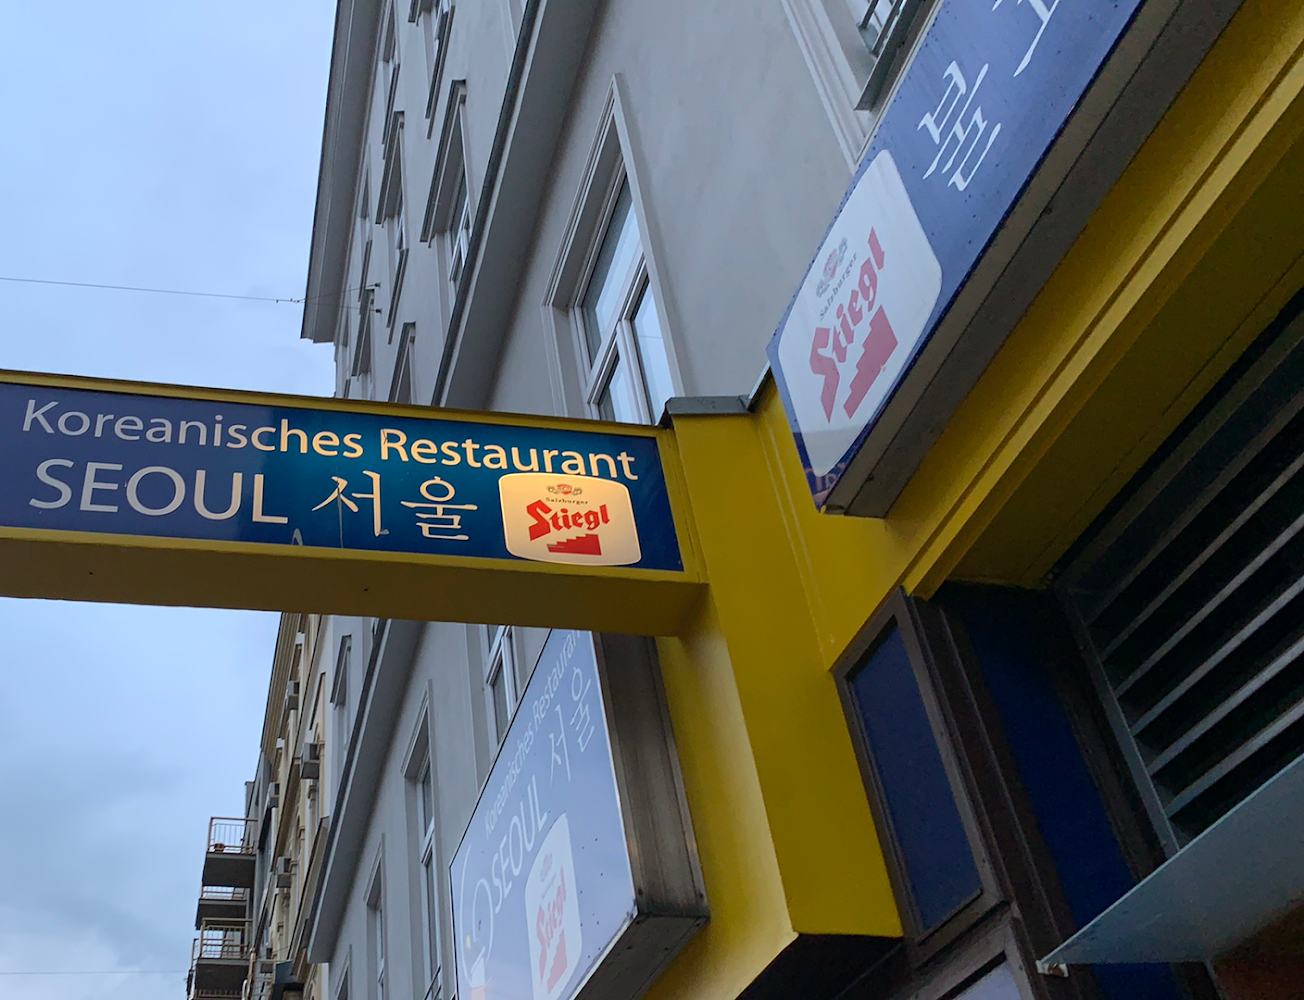 Koreanisches Restaurant
SEOUL 서울
Salzburger
Stiegl
Salzburger
Stiegl
Koreanisches Restaurant
SEOUL 서울
Stiegl